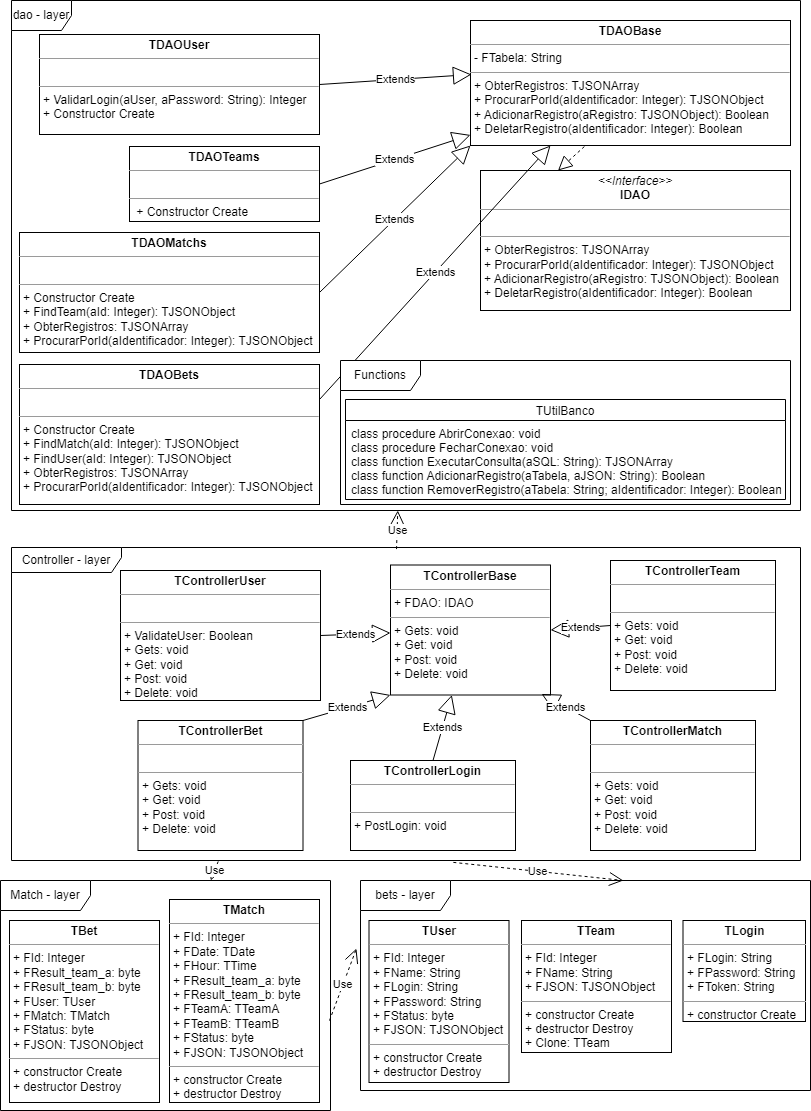 dao - layer
TDAOUser
+ ValidarLogin(aUser, aPassword: String): Integer
+ Constructor Create
Extends
TDAOBase
- FTabela: String
+ ObterRegistros: TJSONArray
+ ProcurarPorId(aIdentificador: Integer): TJSONObject
+ AdicionarRegistro(aRegistro: TJSONObject): Boolean
+ DeletarRegistro(aIdentificador: Integer): Boolean
TDAOTeams
+ Constructor Create
Extends
<<Interface>>
IDAO
+ ObterRegistros: TJSONArray
+ ProcurarPorId(aIdentificador: Integer): TJSONObject
+ AdicionarRegistro(aRegistro: TJSONObject): Boolean
+ DeletarRegistro(aIdentificador: Integer): Boolean
TDAOMatchs
+ Constructor Create
+ FindTeam(aId: Integer): TJSONObject
+ ObterRegistros: TJSONArray
+ ProcurarPorId(aIdentificador: Integer): TJSONObject
Extends
Extends
TDAOBets
+ Constructor Create
+ FindMatch(aId: Integer): TJSONObject
+ FindUser(aId: Integer): TJSONObject
+ ObterRegistros: TJSONArray
+ ProcurarPorId(aIdentificador: Integer): TJSONObject
Functions
TUtilBanco
class procedure AbrirConexao: void
class procedure FecharConexao: void
class function ExecutarConsulta(aSQL: String): TJSONArray
class function AdicionarRegistro(aTabela, aJSON: String): Boolean
class function RemoverRegistro(aTabela: String; aIdentificador: Integer): Boolean
Use
Controller - layer
TControllerUser
+ ValidateUser: Boolean
+ Gets: void
+ Get: void
+ Post: void
+ Delete: void
Extends
TControllerBase
+ FDAO: IDAO
+ Gets: void
+ Get: void
+ Post: void
+ Delete: void
Extends
TControllerTeam
+ Gets: void
+ Get: void
+ Post: void
+ Delete: void
Extends
Extends
Extends
TControllerBet
+ Gets: void
+ Get: void
+ Post: void
+ Delete: void
TControllerLogin
+ PostLogin: void
TControllerMatch
+ Gets: void
+ Get: void
+ Post: void
+ Delete: void
Use
Use
Match - layer
TBet
+ FId: Integer
+ FResult_team_a: byte
+ FResult_team_b: byte
+ FUser: TUser
+ FMatch: TMatch
+ FStatus: byte
+ FJSON: TJSONObject
+ constructor Create
+ destructor Destroy
TMatch
+ FId: Integer
+ FDate: TDate
+ FHour: TTime
+ FResult_team_a: byte
+ FResult_team_b: byte
+ FTeamA: TTeamA
+ FTeamB: TTeamB
+ FStatus: byte
+ FJSON: TJSONObject
+ constructor Create
+ destructor Destroy
Use
bets - layer
TUser
+ FId: Integer
+ FName: String
+ FLogin: String
+ FPassword: String
+ FStatus: byte
+ FJSON: TJSONObject
+ constructor Create
+ destructor Destroy
TTeam
+ FId: Integer
+ FName: String
+ FJSON: TJSONObject
+ constructor Create
+ destructor Destroy
+ Clone: TTeam
TLogin
+ FLogin: String
+ FPassword: String
+ FToken: String
+ constructor Create